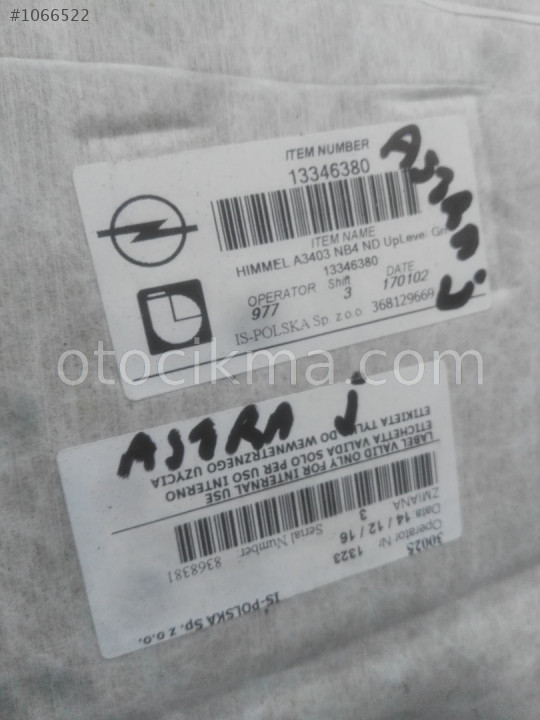 #1066522
ITEM NUMBER
13346380
ITEM NAME
HIMMEL A3403 NB4 ND UpLevel
13346380
OPERATOR Shift DATE
977 3 170102
IS-POLSKA Sp. z o.o. 368129669
ASTRA J
otocikma.com
ASTRA J
IS-POLSKA Sp. z o.o.
30025
Operator Nr 1323
Data 14 / 12 / 16
ZMIANA 3
Serial Number 8368381
LABEL VALID ONLY FOR INTERNAL USE
ETICHETTA VALIDA SOLO PER USO INTERNO
ETIKIETA TYLKO DO WEWNETRZNEGO UZYCIA